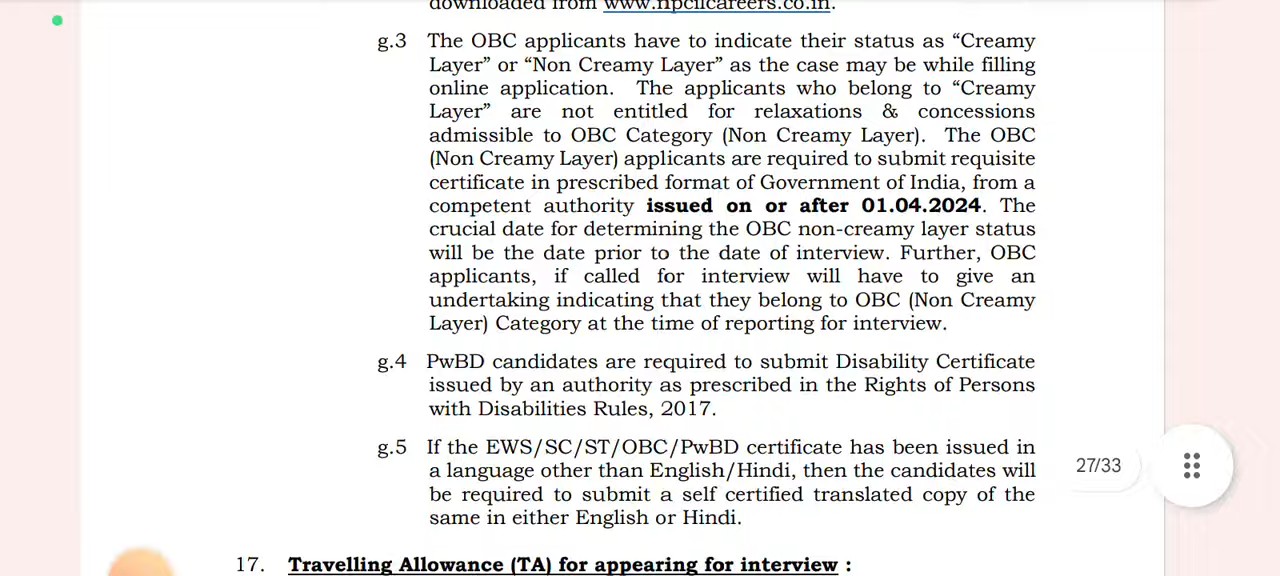 downloaded from www.npcilcareers.co.in.
g.3 The OBC applicants have to indicate their status as “Creamy
Layer” or “Non Creamy Layer” as the case may be while filling
online application. The applicants who belong to “Creamy
Layer” are not entitled for relaxations & concessions
admissible to OBC Category (Non Creamy Layer). The OBC
(Non Creamy Layer) applicants are required to submit requisite
certificate in prescribed format of Government of India, from a
competent authority issued on or after 01.04.2024. The
crucial date for determining the OBC non-creamy layer status
will be the date prior to the date of interview. Further, OBC
applicants, if called for interview will have to give an
undertaking indicating that they belong to OBC (Non Creamy
Layer) Category at the time of reporting for interview.
g.4 PwBD candidates are required to submit Disability Certificate
issued by an authority as prescribed in the Rights of Persons
with Disabilities Rules, 2017.
g.5 If the EWS/SC/ST/OBC/PwBD certificate has been issued in
a language other than English/Hindi, then the candidates will
be required to submit a self certified translated copy of the
same in either English or Hindi.
27/33
17. Travelling Allowance (TA) for appearing for interview :